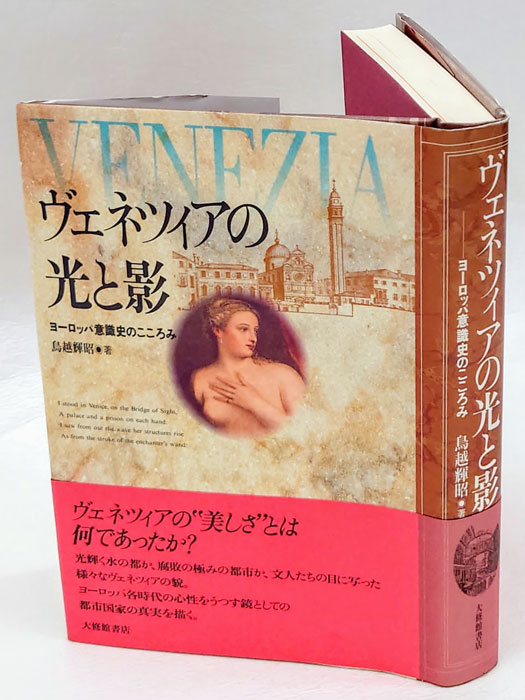 VENEZIA
ヴェネツィアの
光と影
ヨーロッパ意識史のこころみ
鳥越輝昭●著
I stood in Venice, on the Bridge of Sighs,
A palace and a prison on each hand:
I saw from out the wave her structures rise
As from the stroke of the enchanter's wand:
ヴェネツィアの“美しさ”とは
何であったか?
光輝く水の都か、腐敗の極みの都市か、文人たちの目に写った
様々なヴェネツィアの貌。
ヨーロッパ各時代の心性をうつす鏡としての
都市国家の真実を描く。
大修館書店
ヴェネツィアの光と影
ヨーロッパ意識史のこころみ
鳥越輝昭●著
大修館書店